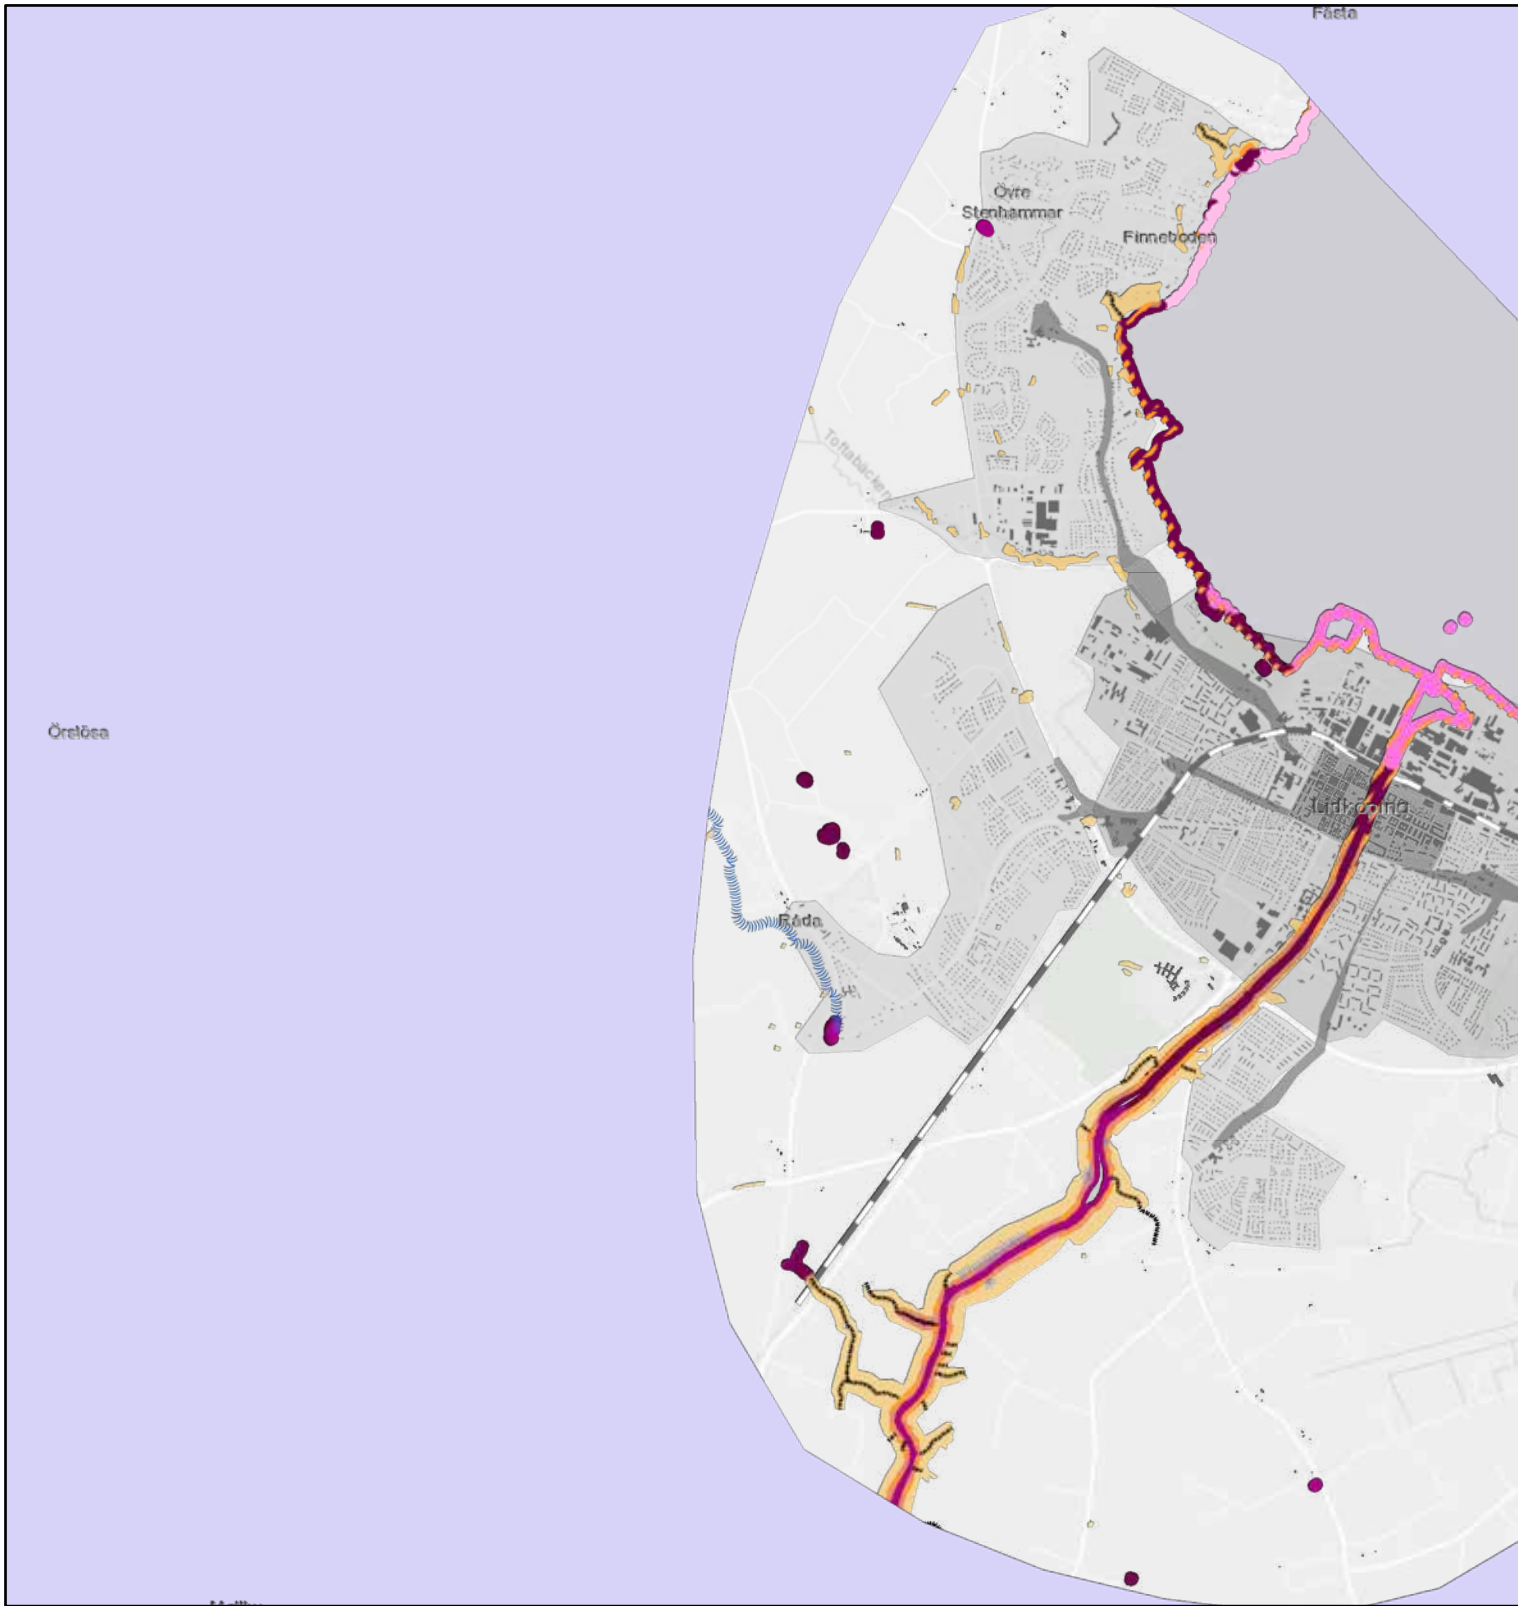 Fästa
Övre
Stenhammar
Finneboden
Toftabäcken
Örslösa
Lidköping
Råda